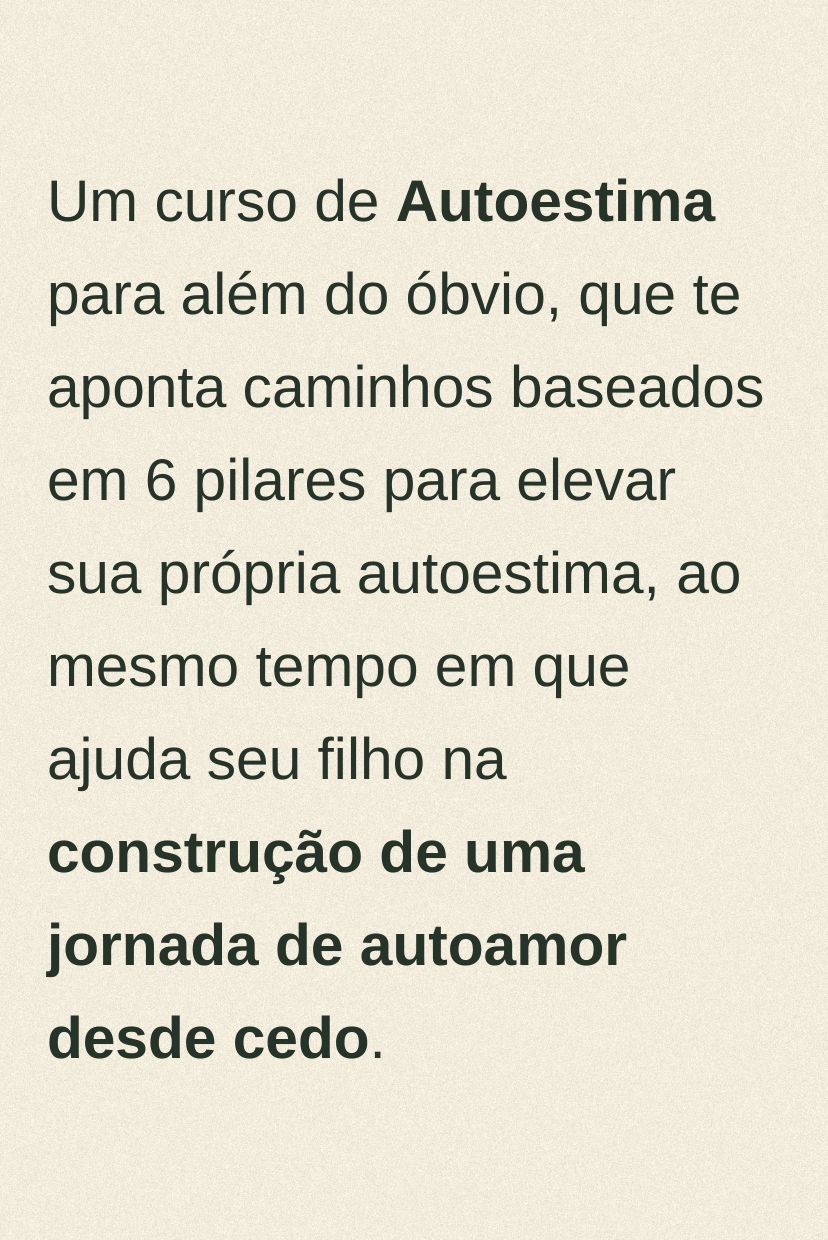 Um curso de Autoestima
para além do óbvio, que te
aponta caminhos baseados
em 6 pilares para elevar
sua própria autoestima, ao
mesmo tempo em que
ajuda seu filho na
construção de uma
jornada de autoamor
desde cedo.